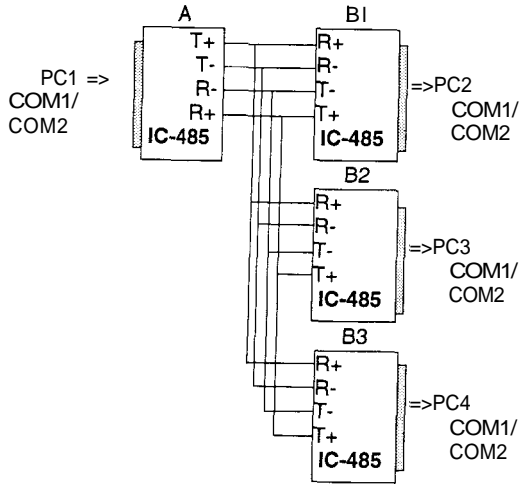 A
B1
T+
T-
R-
R+
IC-485
PC1 =>
COM1/
COM2
R+
R-
T-
T+
IC-485
=>PC2
COM1/
COM2
B2
R+
R-
T-
T+
IC-485
=>PC3
COM1/
COM2
B3
R+
R-
T-
T+
IC-485
=>PC4
COM1/
COM2